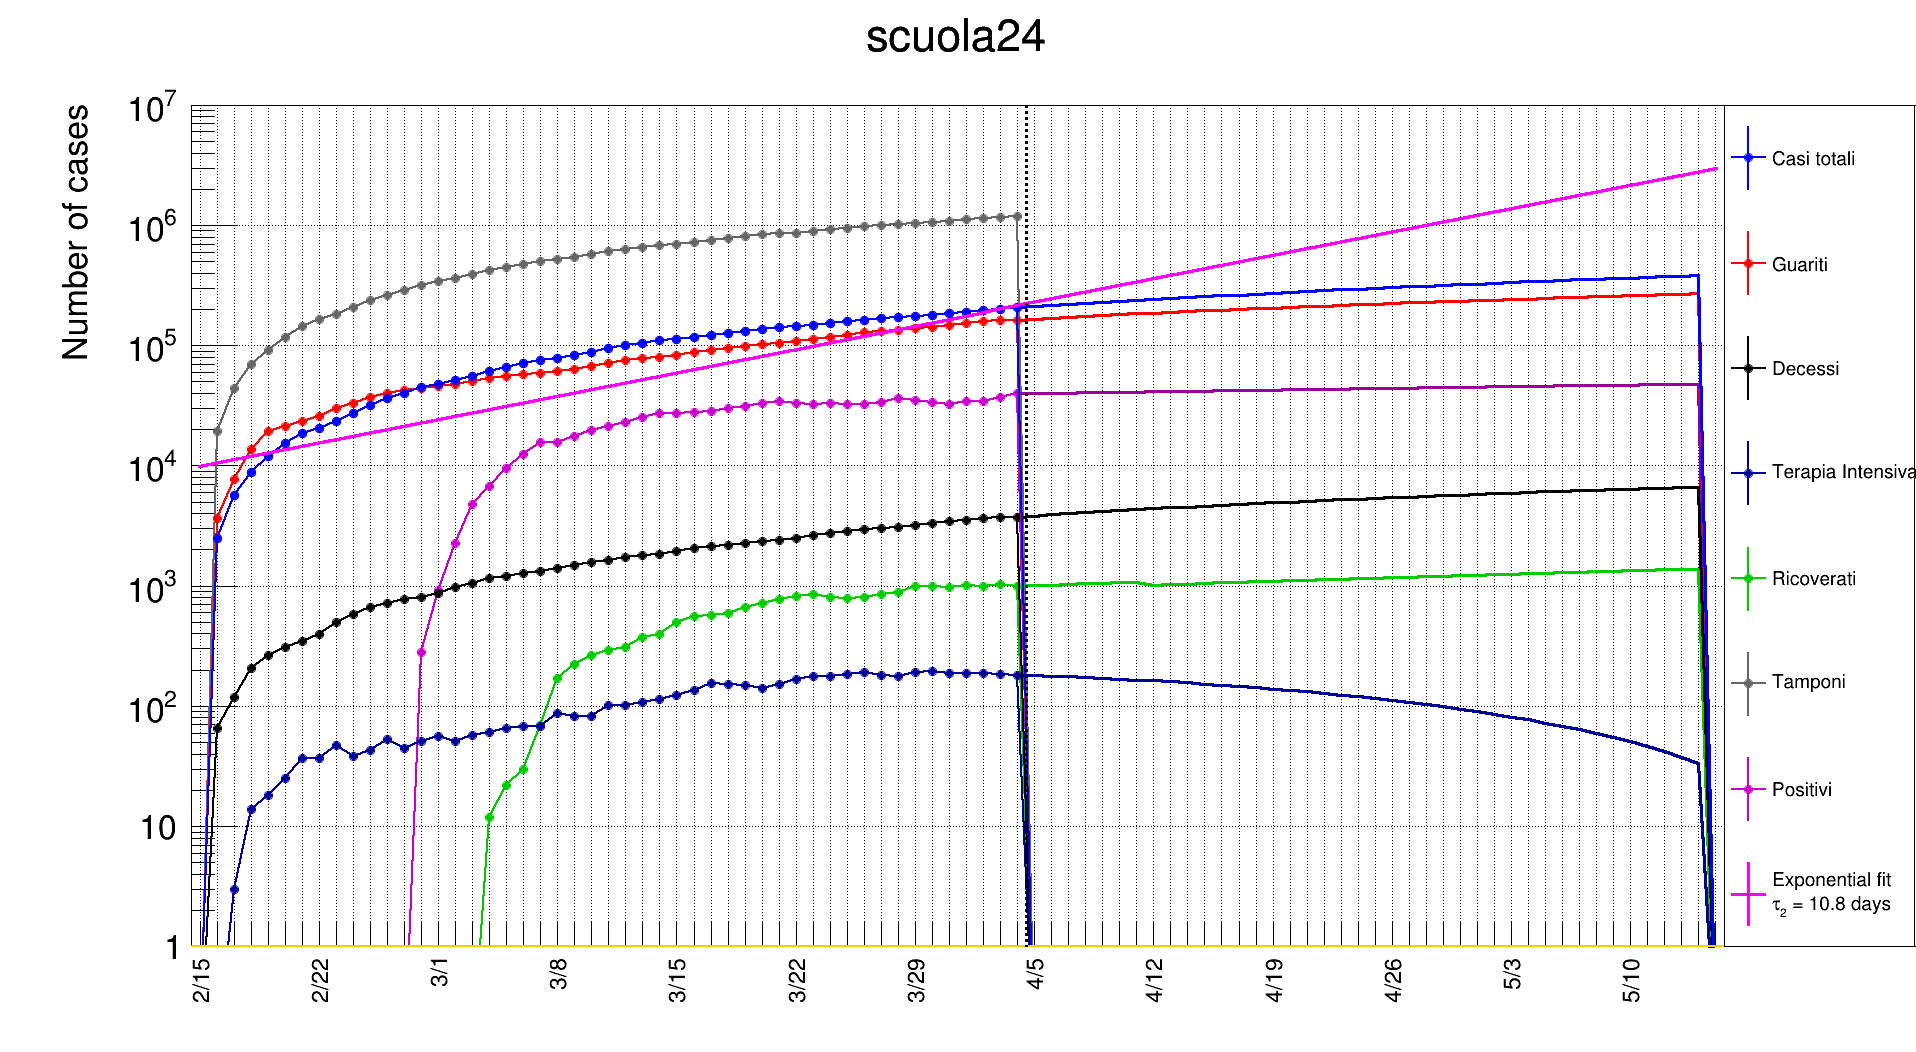 scuola24
Number of cases
10^7
10^6
10^5
10^4
10^3
10^2
10
1
2/15
2/22
3/1
3/8
3/15
3/22
3/29
4/5
4/12
4/19
4/26
5/3
5/10
Casi totali
Guariti
Decessi
Terapia Intensiva
Ricoverati
Tamponi
Positivi
Exponential fit
τ_2 = 10.8 days